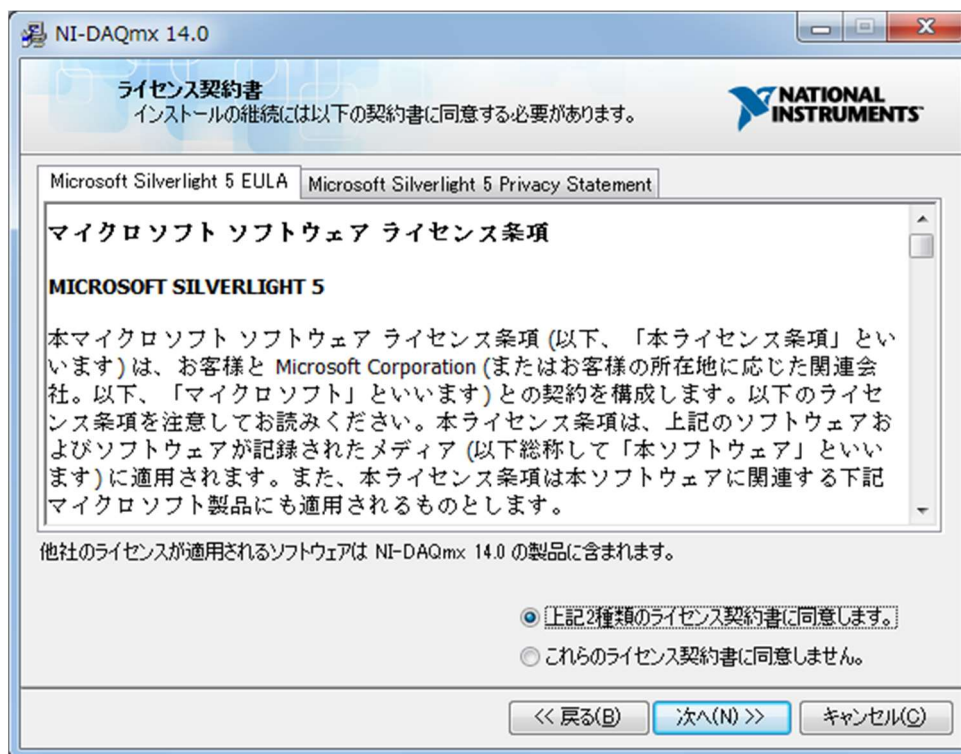 NI-DAQmx 14.0
ライセンス契約書
インストールの継続には以下の契約書に同意する必要があります。
NATIONAL
INSTRUMENTS
Microsoft Silverlight 5 EULA
Microsoft Silverlight 5 Privacy Statement
マイクロソフト ソフトウェア ライセンス条項
MICROSOFT SILVERLIGHT 5
本マイクロソフト ソフトウェア ライセンス条項 (以下、「本ライセンス条項」とい
います) は、お客様と Microsoft Corporation (またはお客様の所在地に応じた関連会
社。以下、「マイクロソフト」といいます) との契約を構成します。以下のライセ
ンス条項を注意してお読みください。本ライセンス条項は、上記のソフトウェアお
よびソフトウェアが記録されたメディア (以下総称して「本ソフトウェア」といい
ます) に適用されます。また、本ライセンス条項は本ソフトウェアに関連する下記
マイクロソフト製品にも適用されるものとします。
他社のライセンスが適用されるソフトウェアは NI-DAQmx 14.0 の製品に含まれます。
上記2種類のライセンス契約書に同意します。
これらのライセンス契約書に同意しません。
<< 戻る(B)
次へ(N) >>
キャンセル(C)